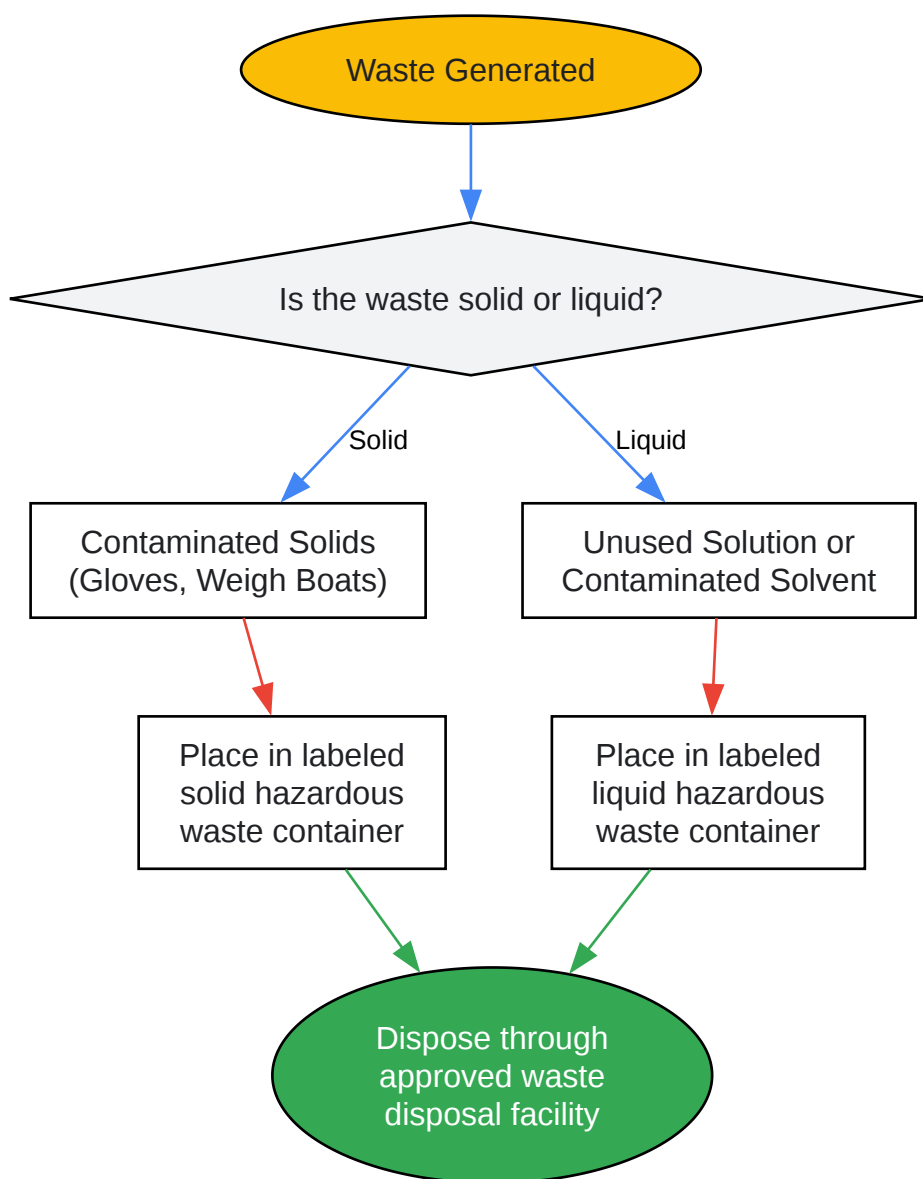 Waste Generated
Is the waste solid or liquid?
Solid
Liquid
Contaminated Solids
(Gloves, Weigh Boats)
Unused Solution or
Contaminated Solvent
Place in labeled
solid hazardous
waste container
Place in labeled
liquid hazardous
waste container
Dispose through
approved waste
disposal facility